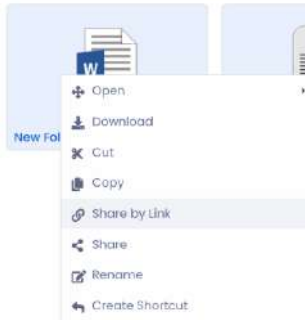 W
New Fol
Open
Download
Cut
Copy
Share by Link
Share
Rename
Create Shortcut